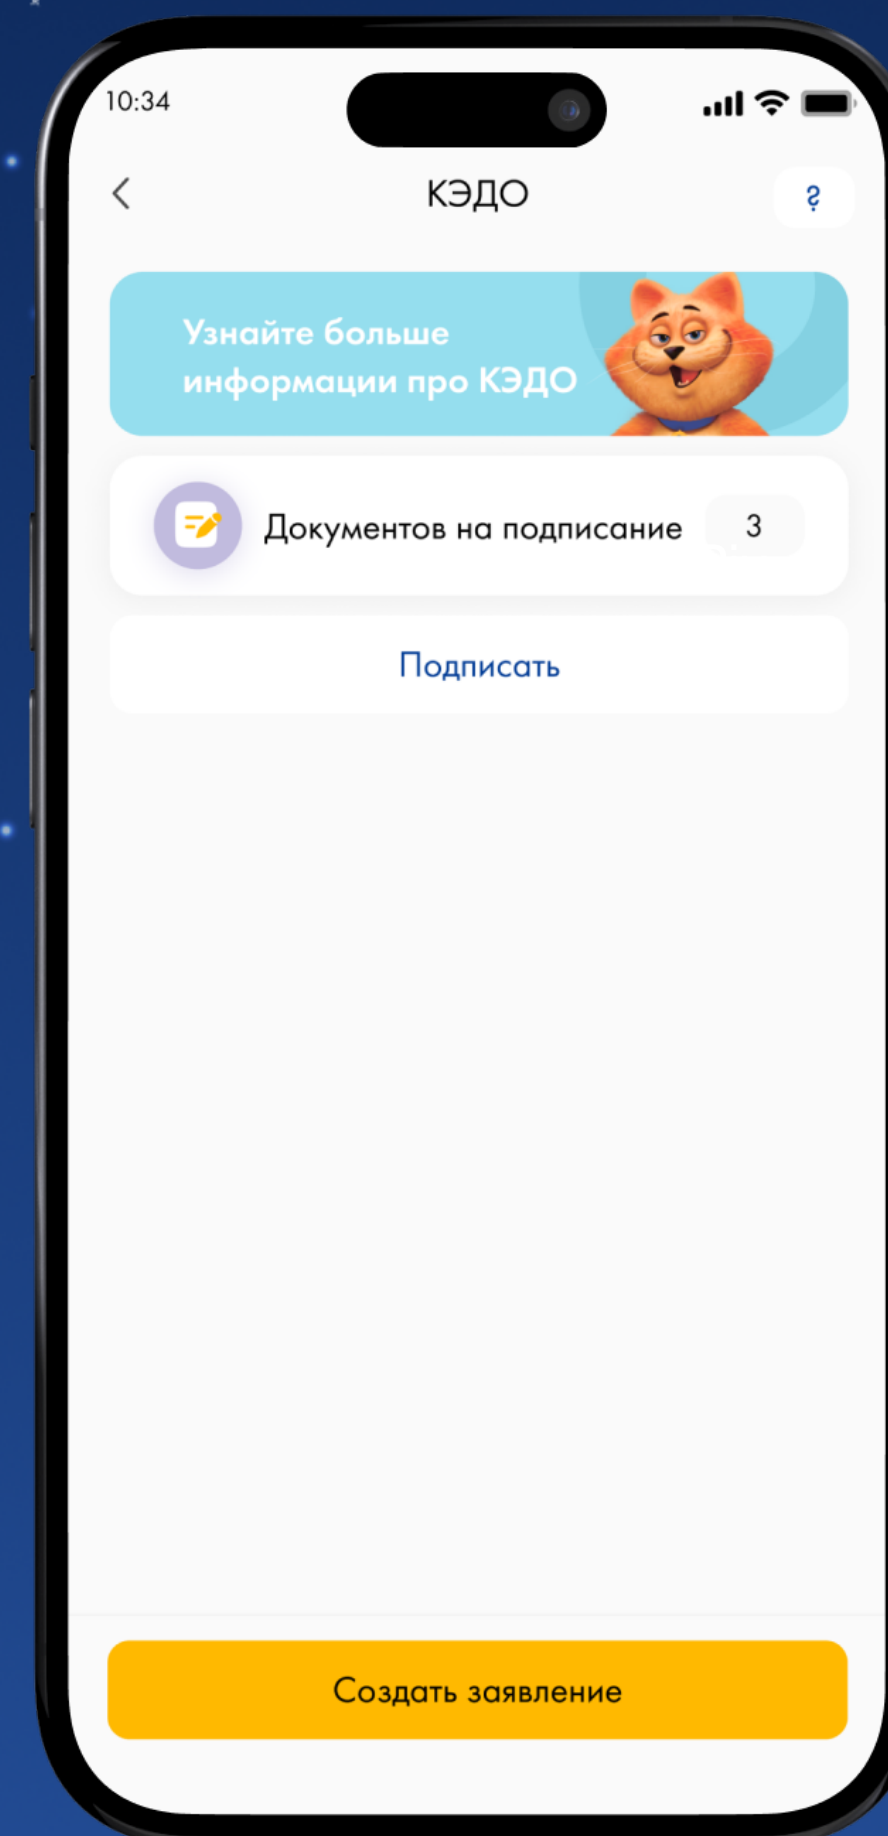 10:34
КЭДО
?
Узнайте больше
информации про КЭДО
Документов на подписание 3
Подписать
Создать заявление